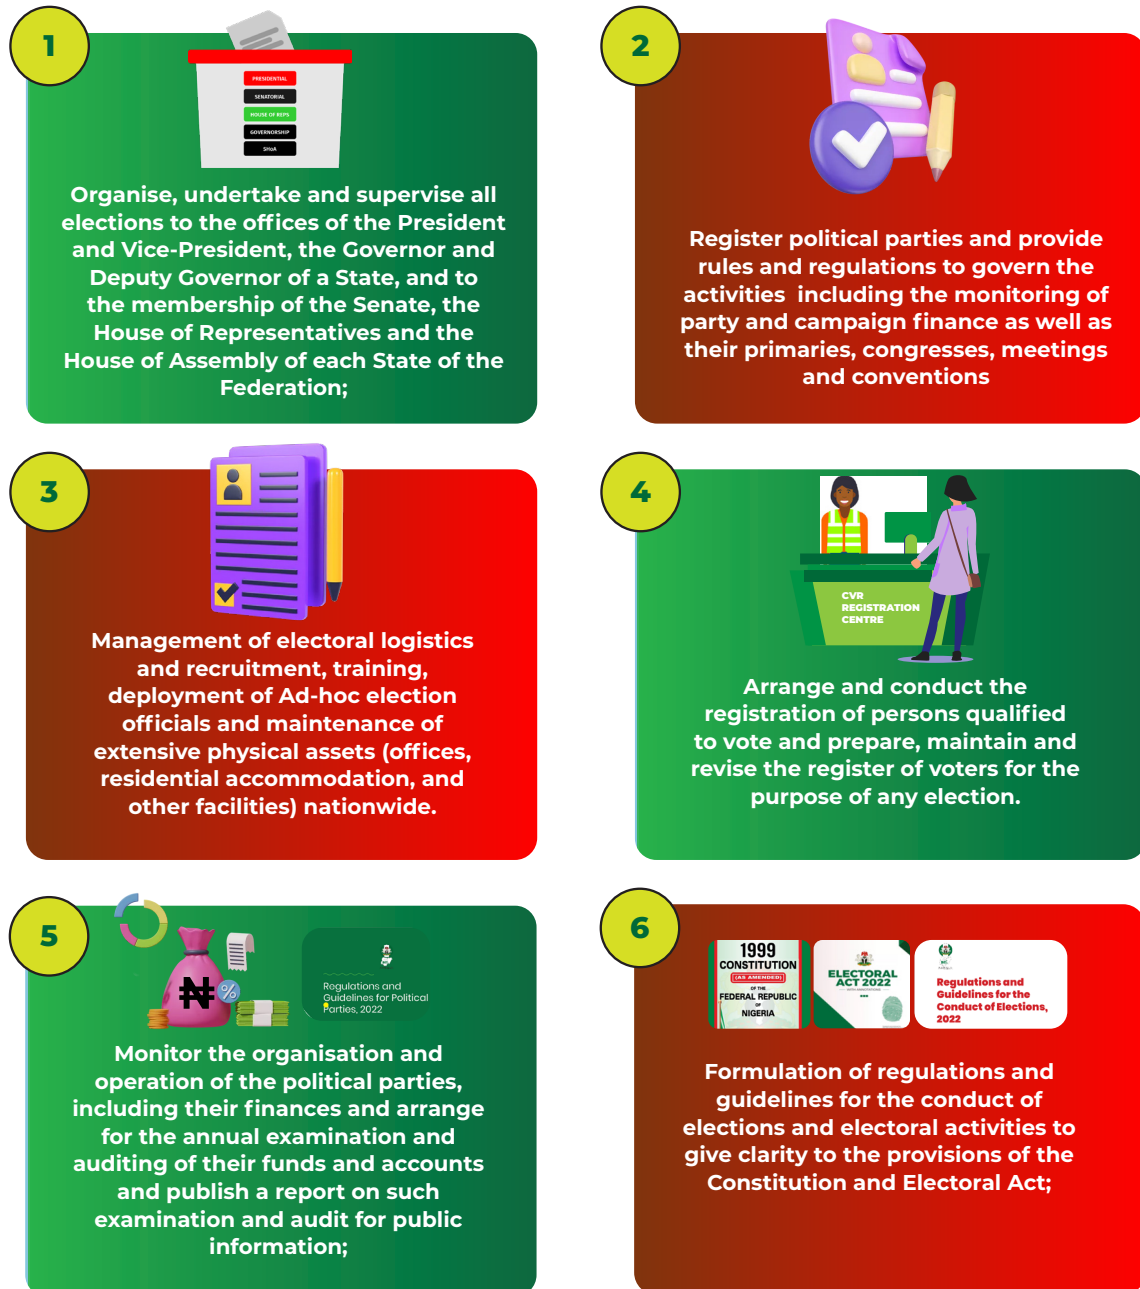 1
PRESIDENTIAL
SENATORIAL
HOUSE OF REPS
GOVERNORSHIP
SHoA
Organise, undertake and supervise all
elections to the offices of the President
and Vice-President, the Governor and
Deputy Governor of a State, and to
the membership of the Senate, the
House of Representatives and the
House of Assembly of each State of the
Federation;
2
Register political parties and provide
rules and regulations to govern the
activities including the monitoring of
party and campaign finance as well as
their primaries, congresses, meetings
and conventions
3
Management of electoral logistics
and recruitment, training,
deployment of Ad-hoc election
officials and maintenance of
extensive physical assets (offices,
residential accommodation, and
other facilities) nationwide.
4
CVR
REGISTRATION
CENTRE
Arrange and conduct the
registration of persons qualified
to vote and prepare, maintain and
revise the register of voters for the
purpose of any election.
5
₦
%
Regulations and
Guidelines for Political
Parties, 2022
Monitor the organisation and
operation of the political parties,
including their finances and arrange
for the annual examination and
auditing of their funds and accounts
and publish a report on such
examination and audit for public
information;
6
1999
CONSTITUTION
(AS AMENDED)
OF THE
FEDERAL REPUBLIC
OF
NIGERIA
ELECTORAL
ACT 2022
Regulations and
Guidelines for the
Conduct of Elections,
2022
Formulation of regulations and
guidelines for the conduct of
elections and electoral activities to
give clarity to the provisions of the
Constitution and Electoral Act;